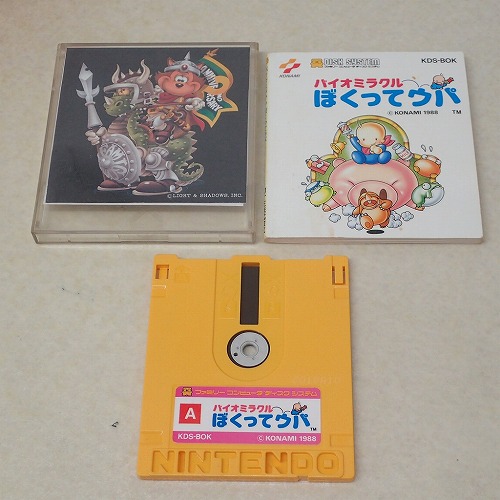 ©LIGHT & SHADOWS, INC.
KONAMI
DISK SYSTEM
KDS-BOK
バイオミラクル
ぼくってウパ
©KONAMI 1988 TM
A
ファミリー コンピュータ ディスク システム
バイオミラクル
ぼくってウパ
TM
KDS-BOK
©KONAMI 1988
NINTENDO